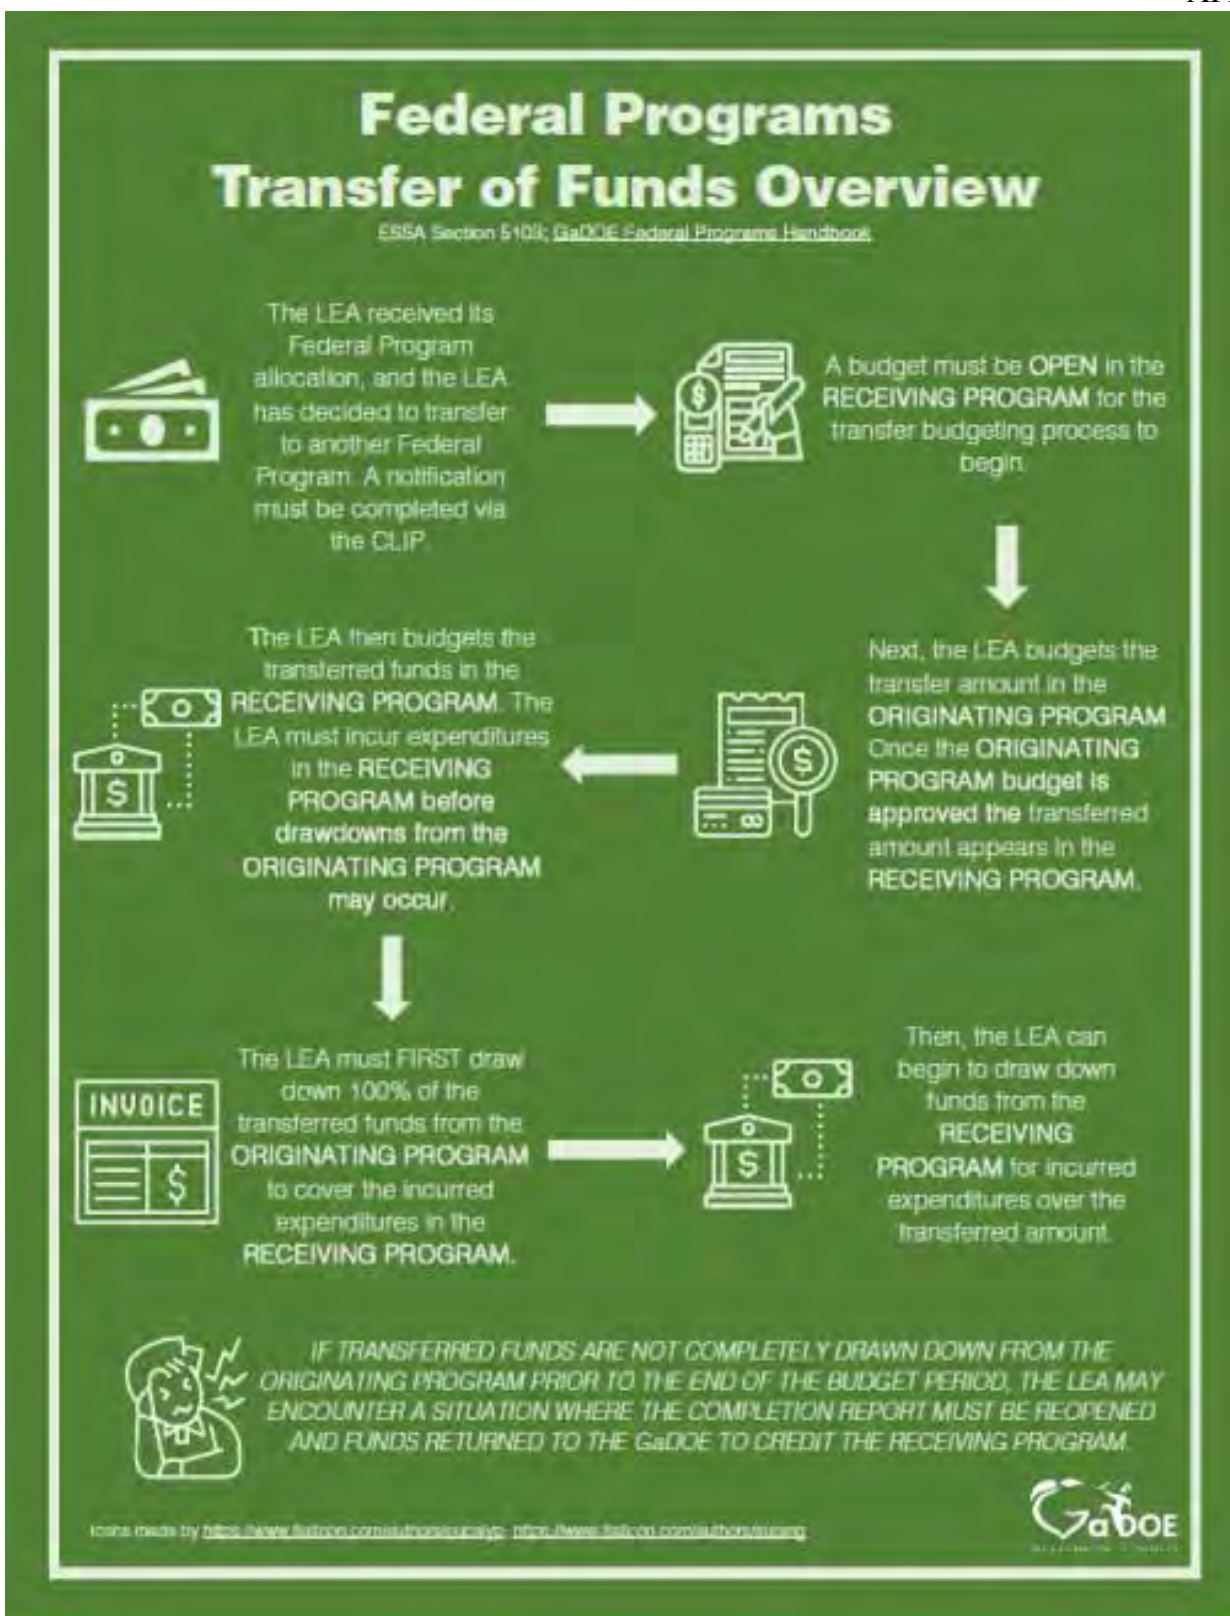 Federal Programs
Transfer of Funds Overview
ESSA Section 5103; GaDOE Federal Programs Handbook
The LEA received its
Federal Program
allocation, and the LEA
has decided to transfer
to another Federal
Program. A notification
must be completed via
the CLIP.
A budget must be OPEN in the
RECEIVING PROGRAM for the
transfer budgeting process to
begin.
Next, the LEA budgets the
transfer amount in the
ORIGINATING PROGRAM
Once the ORIGINATING
PROGRAM budget is
approved the transferred
amount appears in the
RECEIVING PROGRAM.
The LEA then budgets the
transferred funds in the
RECEIVING PROGRAM. The
LEA must incur expenditures
in the RECEIVING
PROGRAM before
drawdowns from the
ORIGINATING PROGRAM
may occur.
INVOICE
The LEA must FIRST draw
down 100% of the
transferred funds from the
ORIGINATING PROGRAM
to cover the incurred
expenditures in the
RECEIVING PROGRAM.
Then, the LEA can
begin to draw down
funds from the
RECEIVING
PROGRAM for incurred
expenditures over the
transferred amount.
IF TRANSFERRED FUNDS ARE NOT COMPLETELY DRAWN DOWN FROM THE
ORIGINATING PROGRAM PRIOR TO THE END OF THE BUDGET PERIOD, THE LEA MAY
ENCOUNTER A SITUATION WHERE THE COMPLETION REPORT MUST BE REOPENED
AND FUNDS RETURNED TO THE GaDOE TO CREDIT THE RECEIVING PROGRAM.
Icons made by
GaDOE